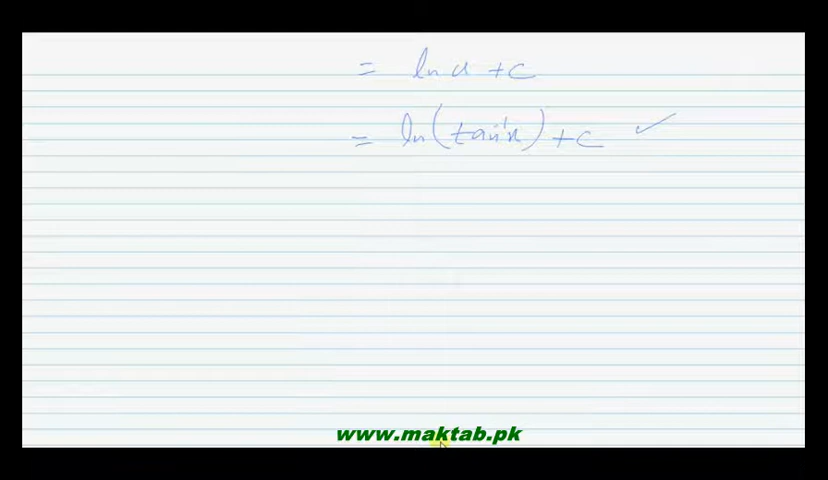 = ln u + c
= ln(tan⁻¹x) + c ✓
www.maktab.pk